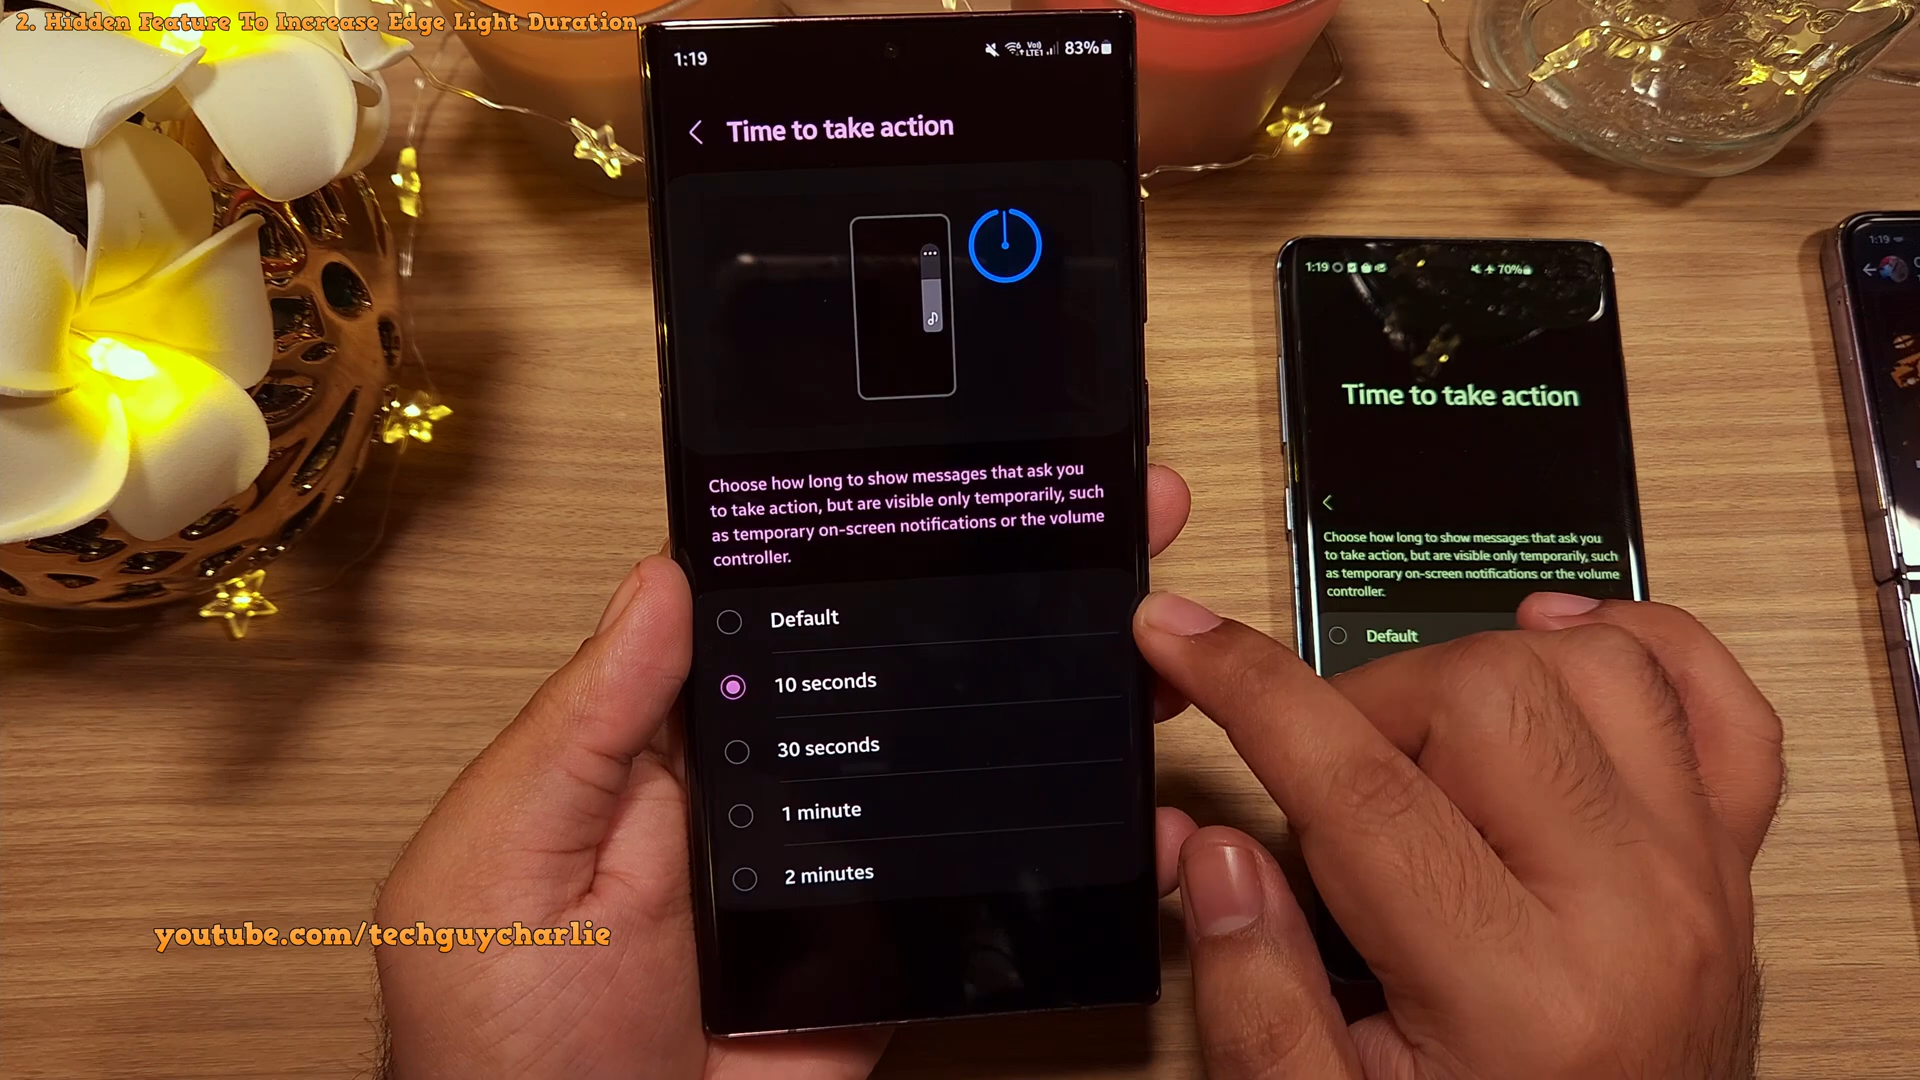 2. Hidden Feature To Increase Edge Light Duration
1:19
Vo))
LTE1
83%
Time to take action
Choose how long to show messages that ask you
to take action, but are visible only temporarily, such
as temporary on-screen notifications or the volume
controller.
Default
10 seconds
30 seconds
1 minute
2 minutes
1:19
70%
Time to take action
Choose how long to show messages that ask you
to take action, but are visible only temporarily, such
as temporary on-screen notifications or the volume
controller.
Default
1:19
youtube.com/techguycharlie